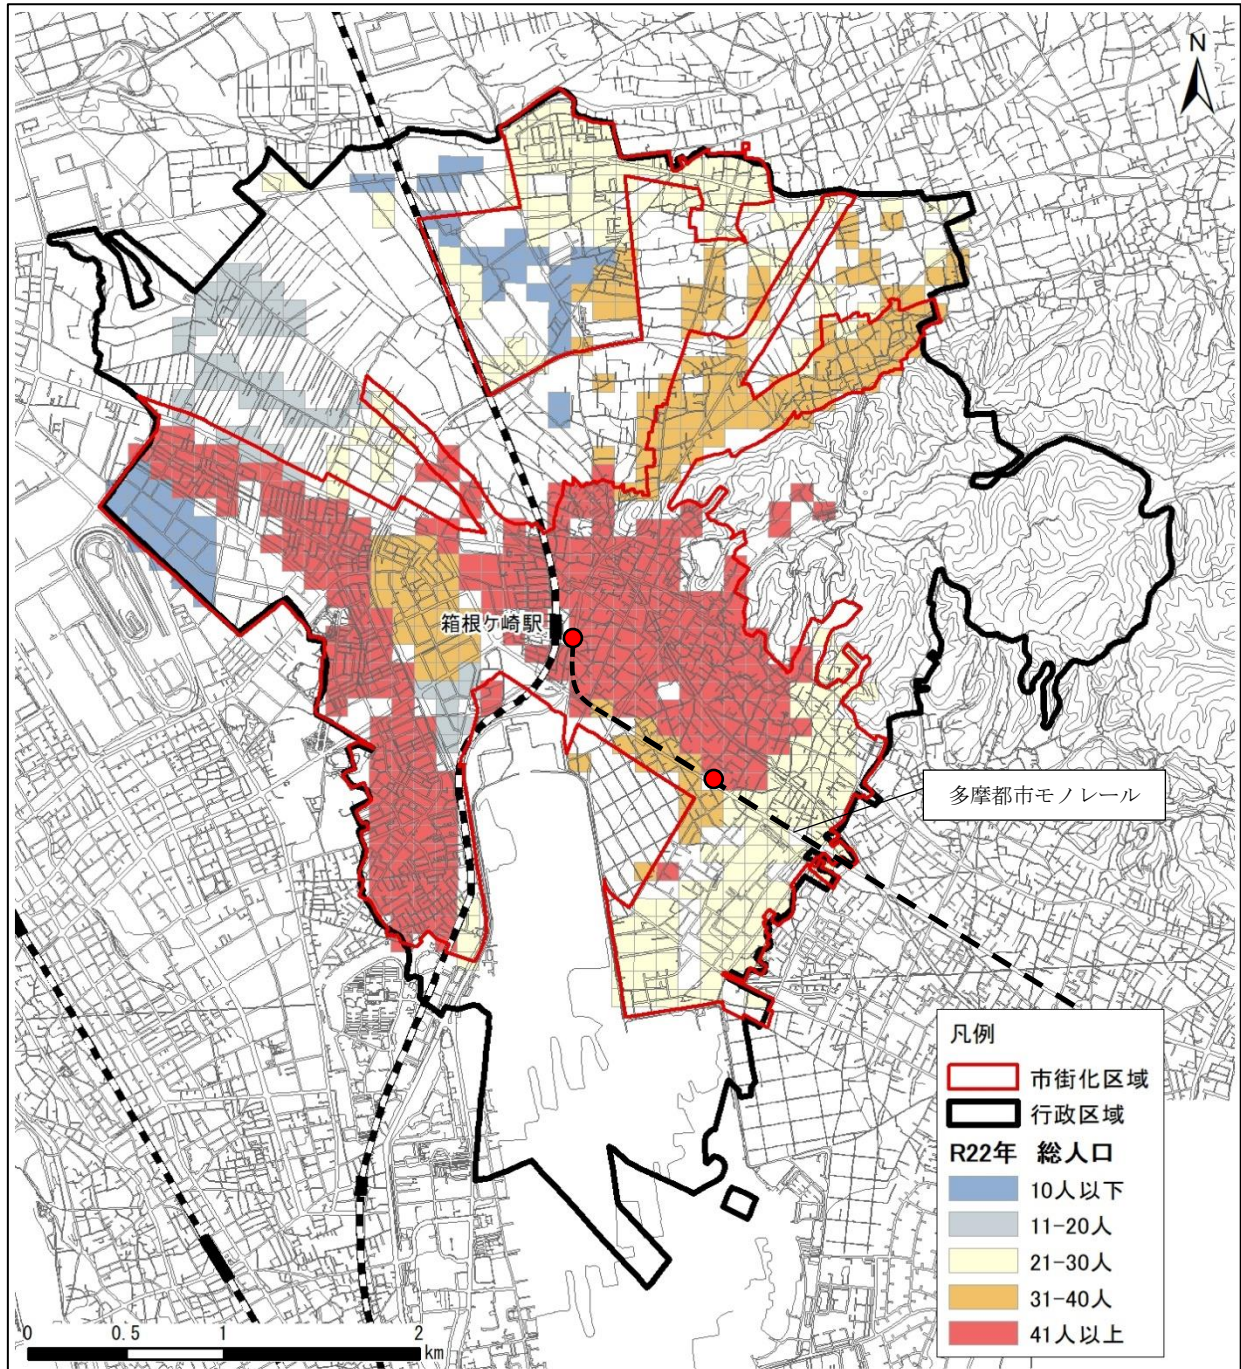 N
箱根ケ崎駅
多摩都市モノレール
凡例
市街化区域
行政区域
R22年 総人口
10人以下
11-20人
21-30人
31-40人
41人以上
0 0.5 1 2
km